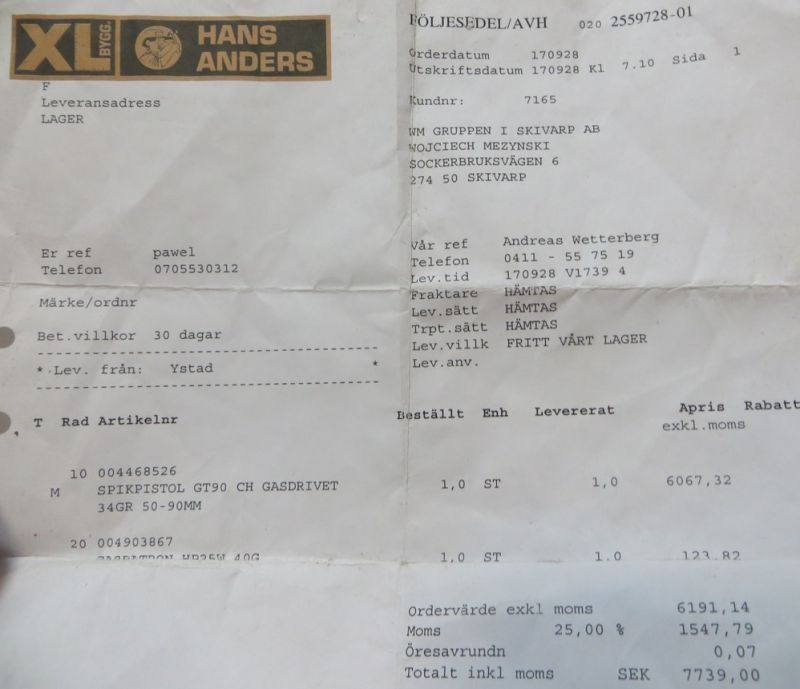 XL BYGG. HANS ANDERS
FÖLJESEDEL/AVH 020 2559728-01
Orderdatum 170928
Utskriftsdatum 170928 Kl 7.10 Sida 1
F
Leveransadress
LAGER
Kundnr: 7165
WM GRUPPEN I SKIVARP AB
WOJCIECH MEZYNSKI
SOCKERBRUKSVÄGEN 6
274 50 SKIVARP
Er ref pawel
Telefon 0705530312
Märke/ordnr
Bet.villkor 30 dagar
* Lev. från: Ystad *
Vår ref Andreas Wetterberg
Telefon 0411 - 55 75 19
Lev.tid 170928 V1739 4
Fraktare HÄMTAS
Lev.sätt HÄMTAS
Trpt.sätt HÄMTAS
Lev.villk FRITT VÅRT LAGER
Lev.anv.
T Rad Artikelnr Beställt Enh Levererat Apris Rabatt
exkl.moms
10 004468526
M SPIKPISTOL GT90 CH GASDRIVET 1,0 ST 1,0 6067,32
34GR 50-90MM
20 004903867
40G 1,0 ST 1.0 123,82
Ordervärde exkl moms 6191,14
Moms 25,00 % 1547,79
Öresavrundn 0,07
Totalt inkl moms SEK 7739,00